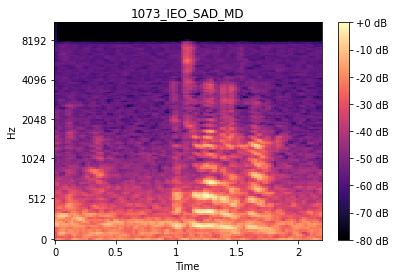 1073_IEO_SAD_MD
+0 dB
8192
-10 dB
4096
-20 dB
-30 dB
2048
Hz
-40 dB
1024
-50 dB
512
-60 dB
-70 dB
0
-80 dB
0 0.5 1 1.5 2
Time